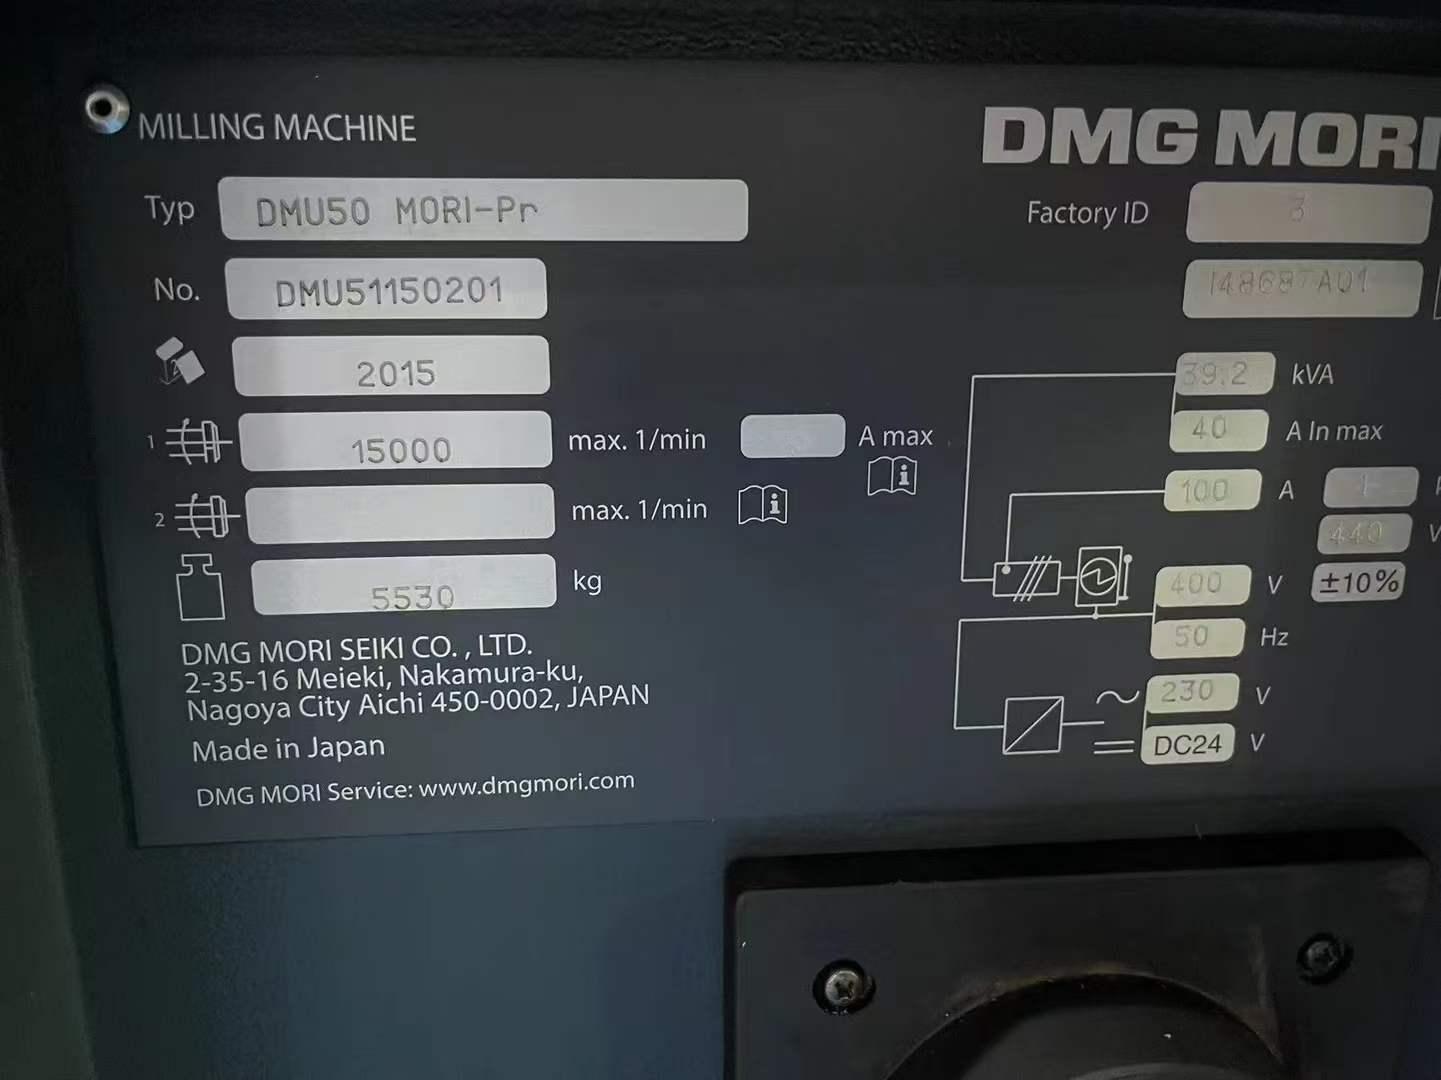 MILLING MACHINE
DMG MORI
Typ DMU50 MORI-Pr
Factory ID 3
No. DMU51150201
2015
39.2 kVA
1 15000 max. 1/min A max
40 A In max
2 max. 1/min
100 A
440 V
5530 kg
400 V ±10%
50 Hz
DMG MORI SEIKI CO. , LTD.
2-35-16 Meieki, Nakamura-ku,
Nagoya City Aichi 450-0002, JAPAN
230 V
Made in Japan
DC24 V
DMG MORI Service: www.dmgmori.com